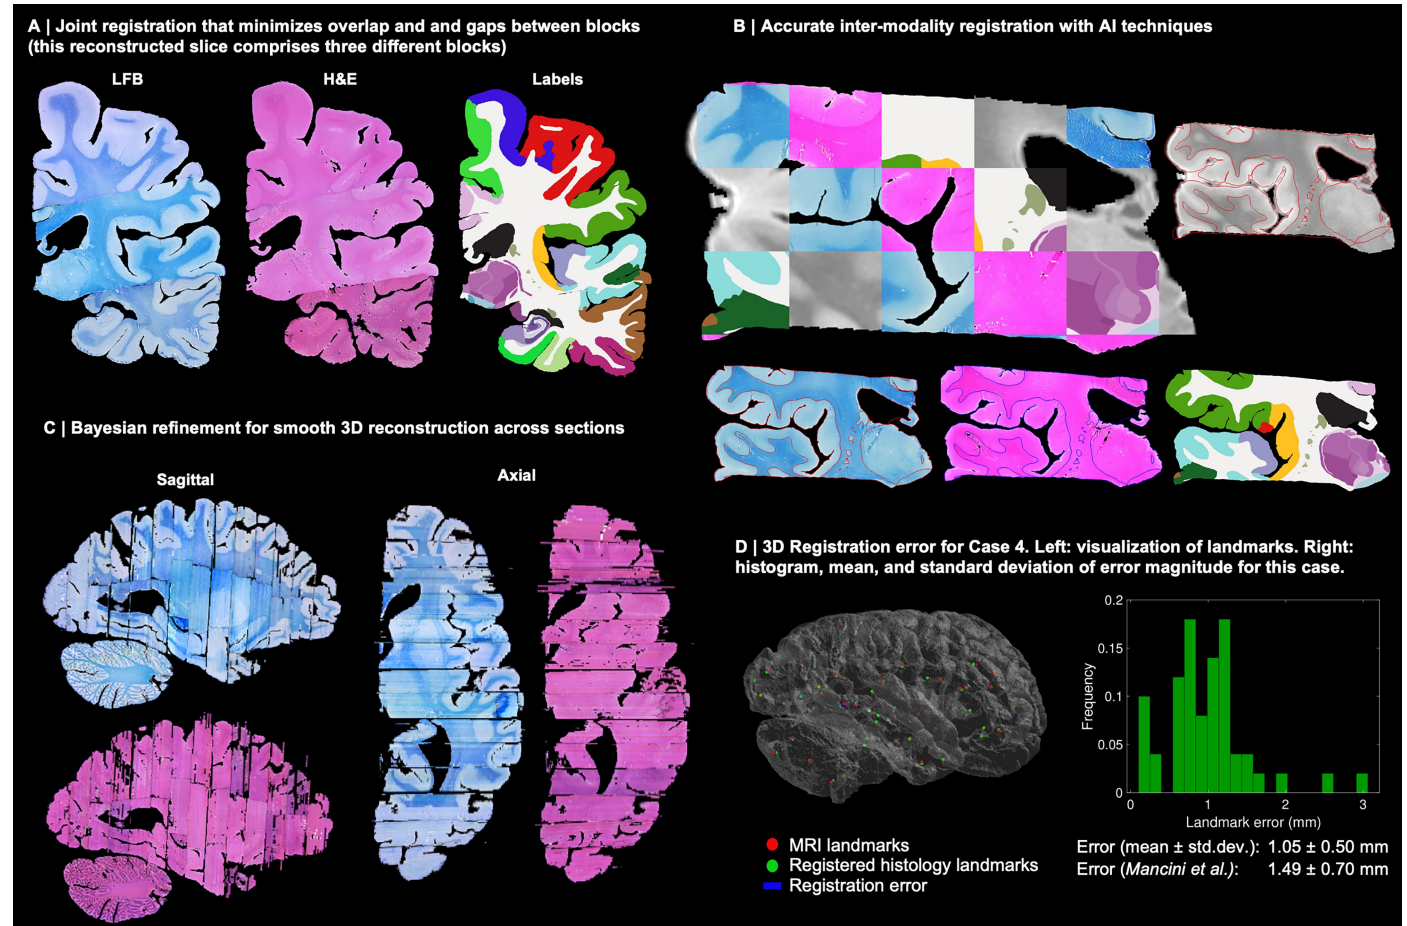 A | Joint registration that minimizes overlap and and gaps between blocks
(this reconstructed slice comprises three different blocks)
LFB
H&E
Labels
B | Accurate inter-modality registration with AI techniques
C | Bayesian refinement for smooth 3D reconstruction across sections
Sagittal
Axial
D | 3D Registration error for Case 4. Left: visualization of landmarks. Right:
histogram, mean, and standard deviation of error magnitude for this case.
MRI landmarks
Registered histology landmarks
Registration error
0.2
0.15
0.1
0.05
0
Frequency
0
1
2
3
Landmark error (mm)
Error (mean ± std.dev.): 1.05 ± 0.50 mm
Error (Mancini et al.): 1.49 ± 0.70 mm